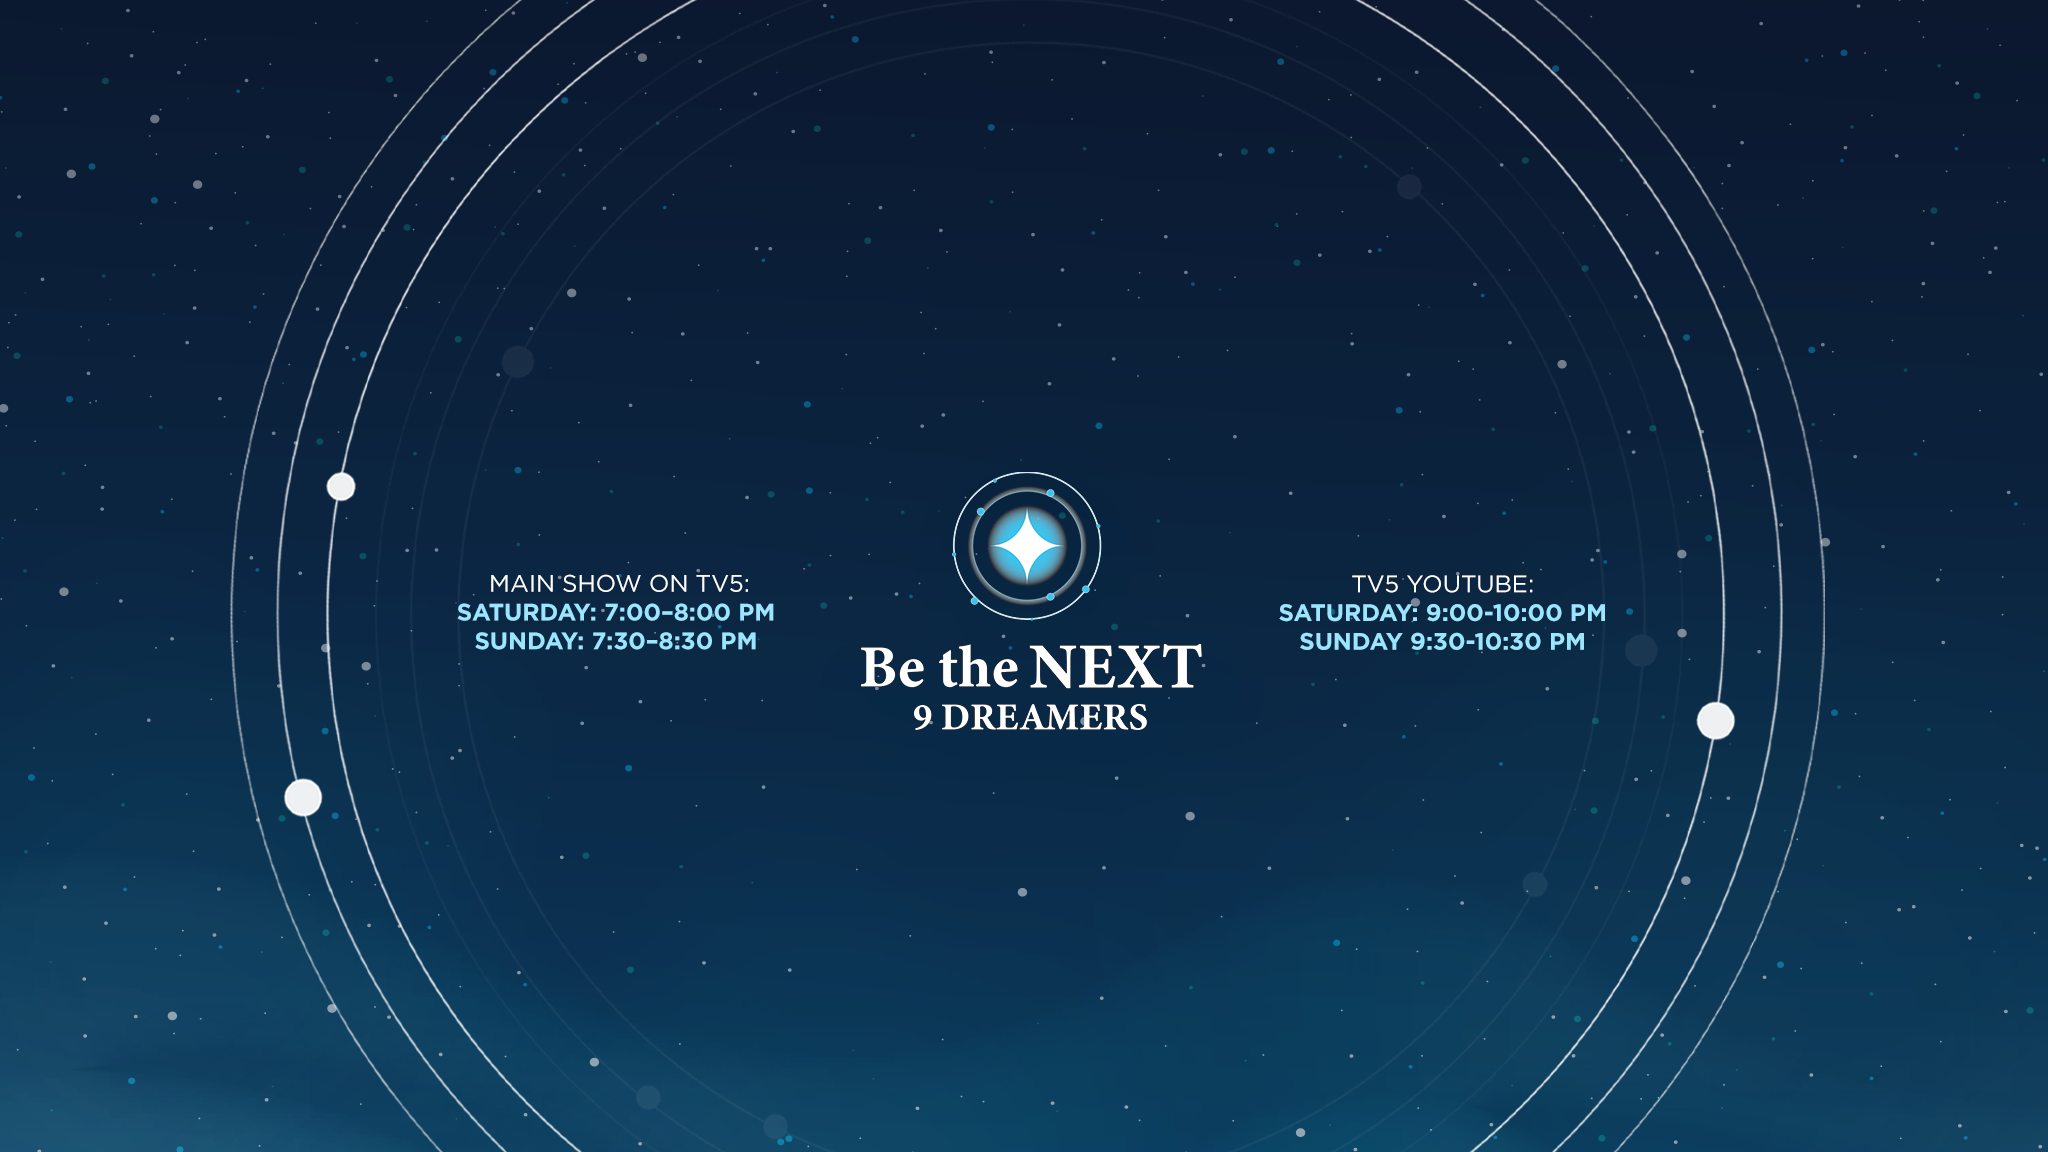 MAIN SHOW ON TV5:
SATURDAY: 7:00–8:00 PM
SUNDAY: 7:30–8:30 PM
Be the NEXT
9 DREAMERS
TV5 YOUTUBE:
SATURDAY: 9:00-10:00 PM
SUNDAY 9:30-10:30 PM